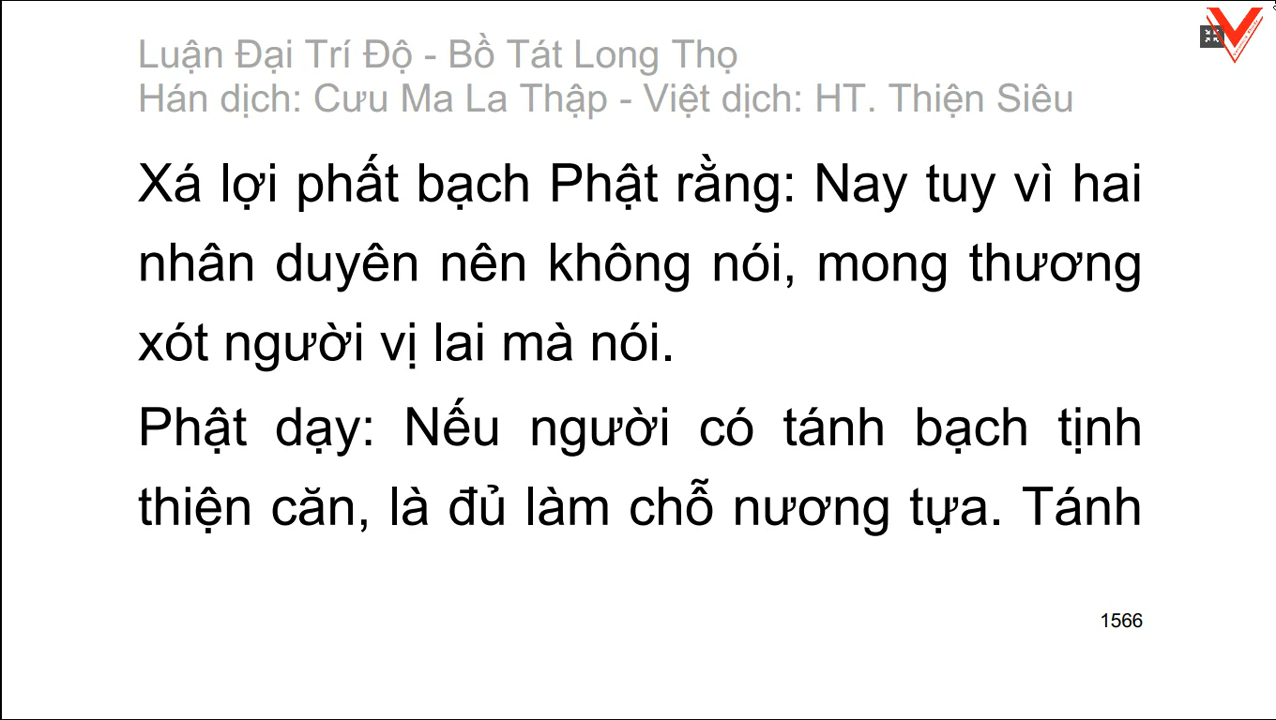 Luận Đại Trí Độ - Bồ Tát Long Thọ
Hán dịch: Cưu Ma La Thập - Việt dịch: HT. Thiện Siêu
Xá lợi phất bạch Phật rằng: Nay tuy vì hai
nhân duyên nên không nói, mong thương
xót người vị lai mà nói.
Phật dạy: Nếu người có tánh bạch tịnh
thiện căn, là đủ làm chỗ nương tựa. Tánh
1566